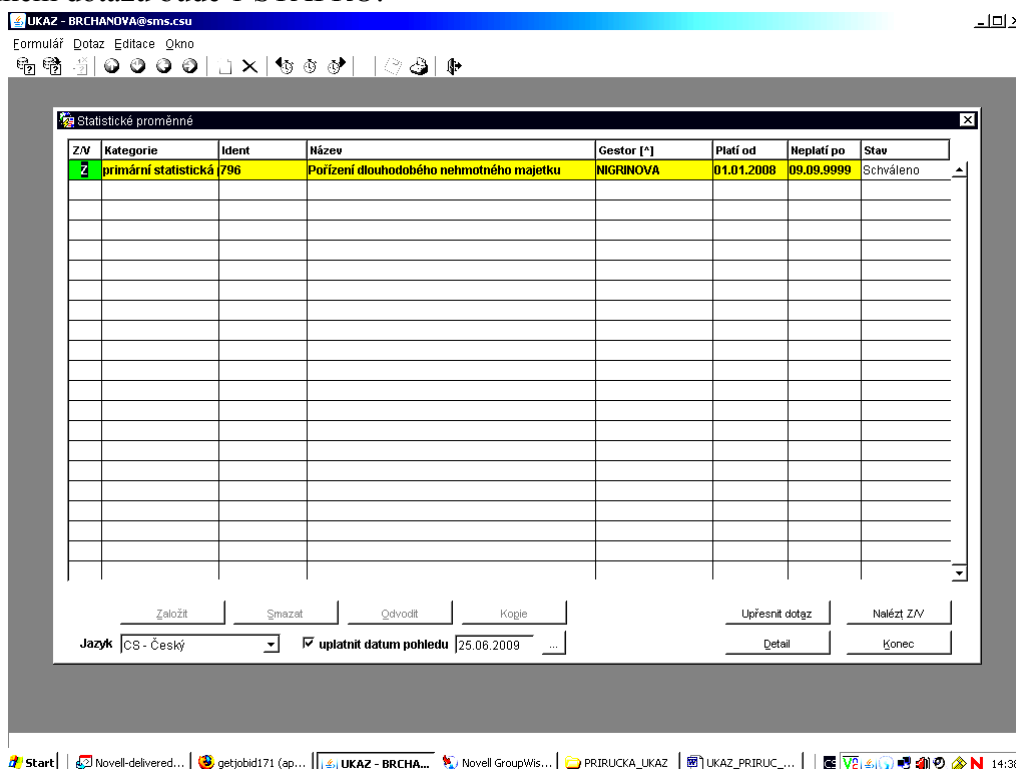 UKAZ - BRCHANOVA@sms.csu
Formulář Dotaz Editace Okno
Statistické proměnné
Z/V Kategorie Ident Název Gestor [^] Platí od Neplatí po Stav
Z primární statistická 796 Pořízení dlouhodobého nehmotného majetku NIGRINOVA 01.01.2008 09.09.9999 Schváleno
Založit Smazat Odvodit Kopie Upřesnit dotaz Nalézt Z/V
Jazyk CS - Český uplatnit datum pohledu 25.06.2009 ... Detail Konec
Start Novell-delivered... getjobid171 (ap... UKAZ - BRCHA... Novell GroupWis... PRIRUCKA_UKAZ UKAZ_PRIRUC_... 14:38